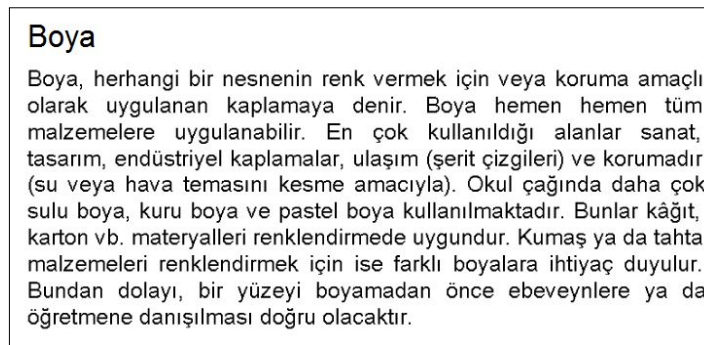 Boya
Boya, herhangi bir nesnenin renk vermek için veya koruma amaçlı
olarak uygulanan kaplamaya denir. Boya hemen hemen tüm
malzemelere uygulanabilir. En çok kullanıldığı alanlar sanat,
tasarım, endüstriyel kaplamalar, ulaşım (şerit çizgileri) ve korumadır
(su veya hava temasını kesme amacıyla). Okul çağında daha çok
sulu boya, kuru boya ve pastel boya kullanılmaktadır. Bunlar kâğıt,
karton vb. materyalleri renklendirmede uygundur. Kumaş ya da tahta
malzemeleri renklendirmek için ise farklı boyalara ihtiyaç duyulur.
Bundan dolayı, bir yüzeyi boyamadan önce ebeveynlere ya da
öğretmene danışılması doğru olacaktır.